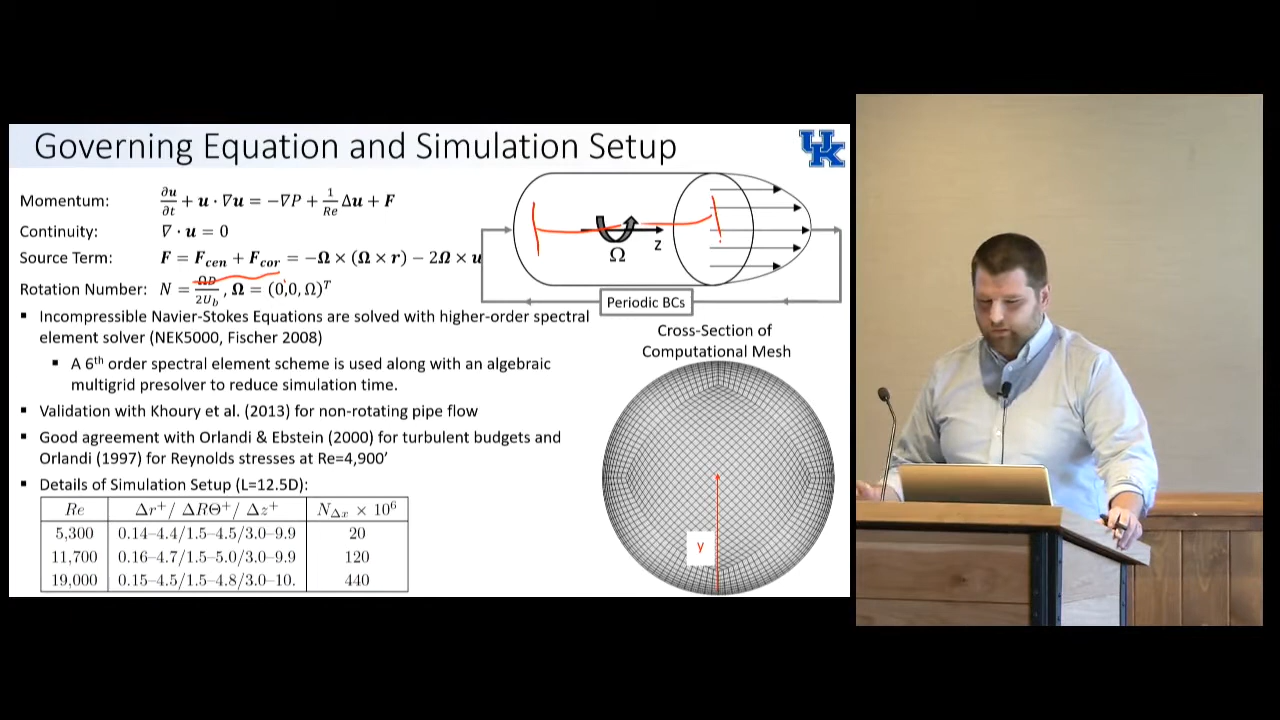 Governing Equation and Simulation Setup
UK
Momentum: ∂u/∂t + u · ∇u = −∇P + 1/Re Δu + F
Continuity: ∇ · u = 0
Source Term: F = F_cen + F_cor = −Ω × (Ω × r) − 2Ω × u
Rotation Number: N = ΩD/2U_b , Ω = (0,0, Ω)^T
▪ Incompressible Navier-Stokes Equations are solved with higher-order spectral
element solver (NEK5000, Fischer 2008)
▪ A 6th order spectral element scheme is used along with an algebraic
multigrid presolver to reduce simulation time.
▪ Validation with Khoury et al. (2013) for non-rotating pipe flow
▪ Good agreement with Orlandi & Ebstein (2000) for turbulent budgets and
Orlandi (1997) for Reynolds stresses at Re=4,900’
▪ Details of Simulation Setup (L=12.5D):
Re Δr+/ ΔRΘ+/ Δz+ N_Δx × 10^6
5,300 0.14–4.4/1.5–4.5/3.0–9.9 20
11,700 0.16–4.7/1.5–5.0/3.0–9.9 120
19,000 0.15–4.5/1.5–4.8/3.0–10. 440
Ω
z
Periodic BCs
Cross-Section of
Computational Mesh
y